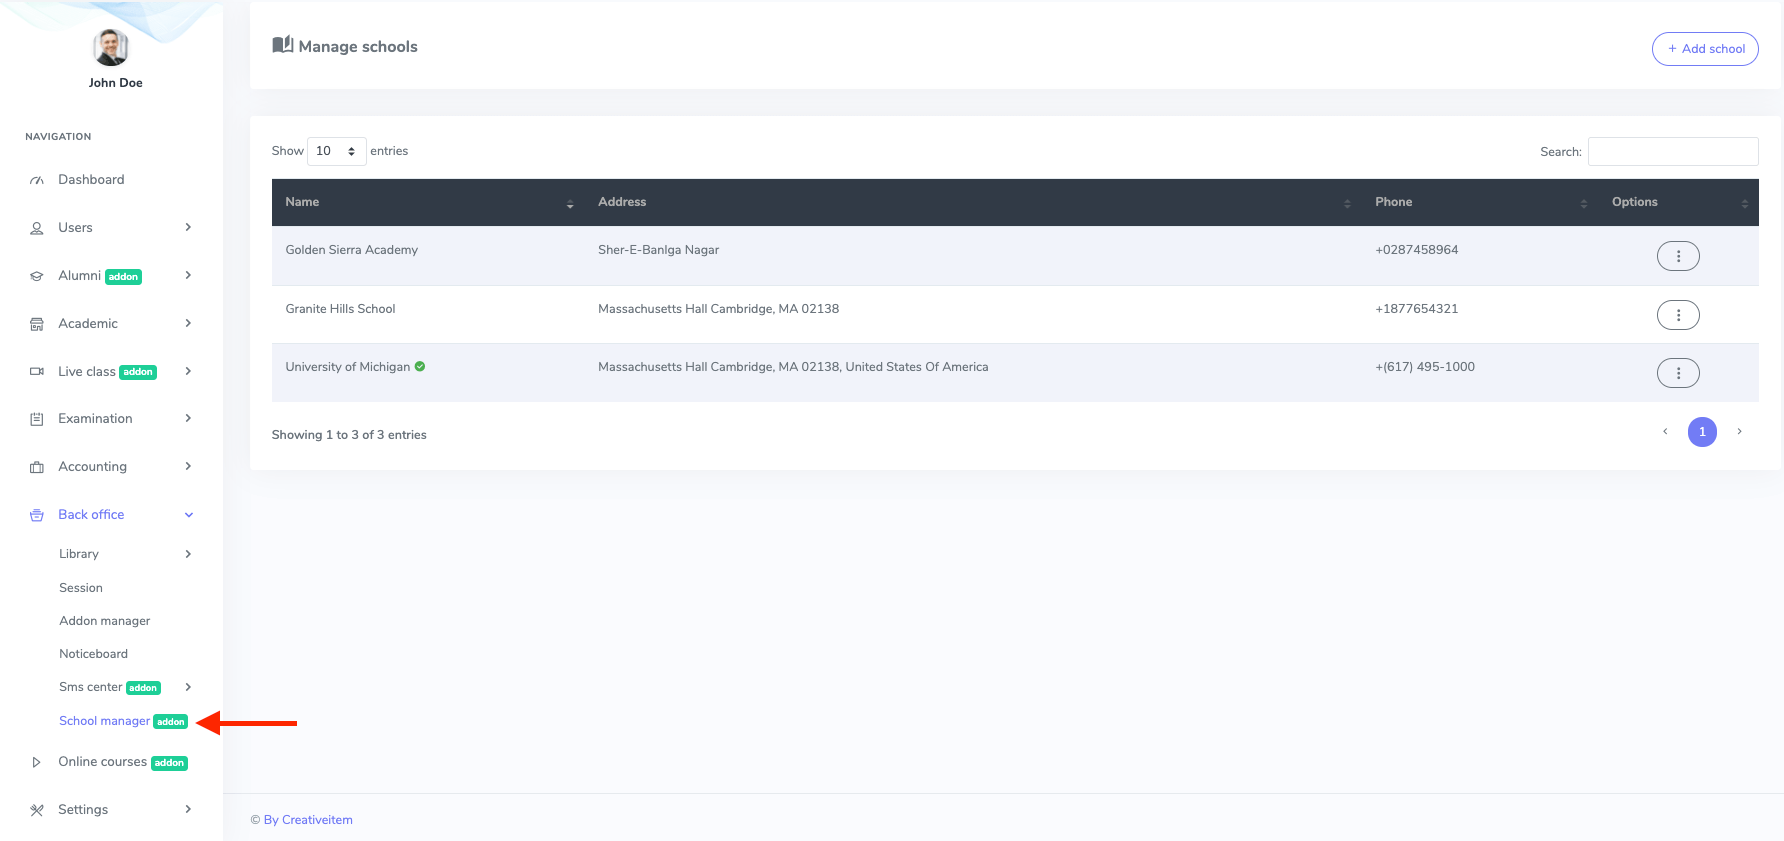 John Doe
NAVIGATION
Dashboard
Users
Alumni addon
Academic
Live class addon
Examination
Accounting
Back office
Library
Session
Addon manager
Noticeboard
Sms center addon
School manager addon
Online courses addon
Settings
Manage schools
+ Add school
Show 10 entries
Search:
Name Address Phone Options
Golden Sierra Academy Sher-E-Banlga Nagar +0287458964
Granite Hills School Massachusetts Hall Cambridge, MA 02138 +1877654321
University of Michigan Massachusetts Hall Cambridge, MA 02138, United States Of America +(617) 495-1000
Showing 1 to 3 of 3 entries
‹ 1 ›
© By Creativeitem